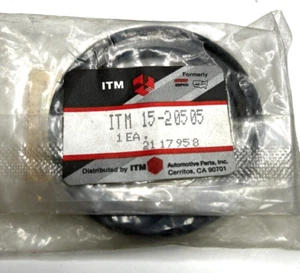 ITM Formerly
ITM 15-20505
1 EA.
2117958
Distributed by ITM Automotive Parts, Inc.
Cerritos, CA 90701